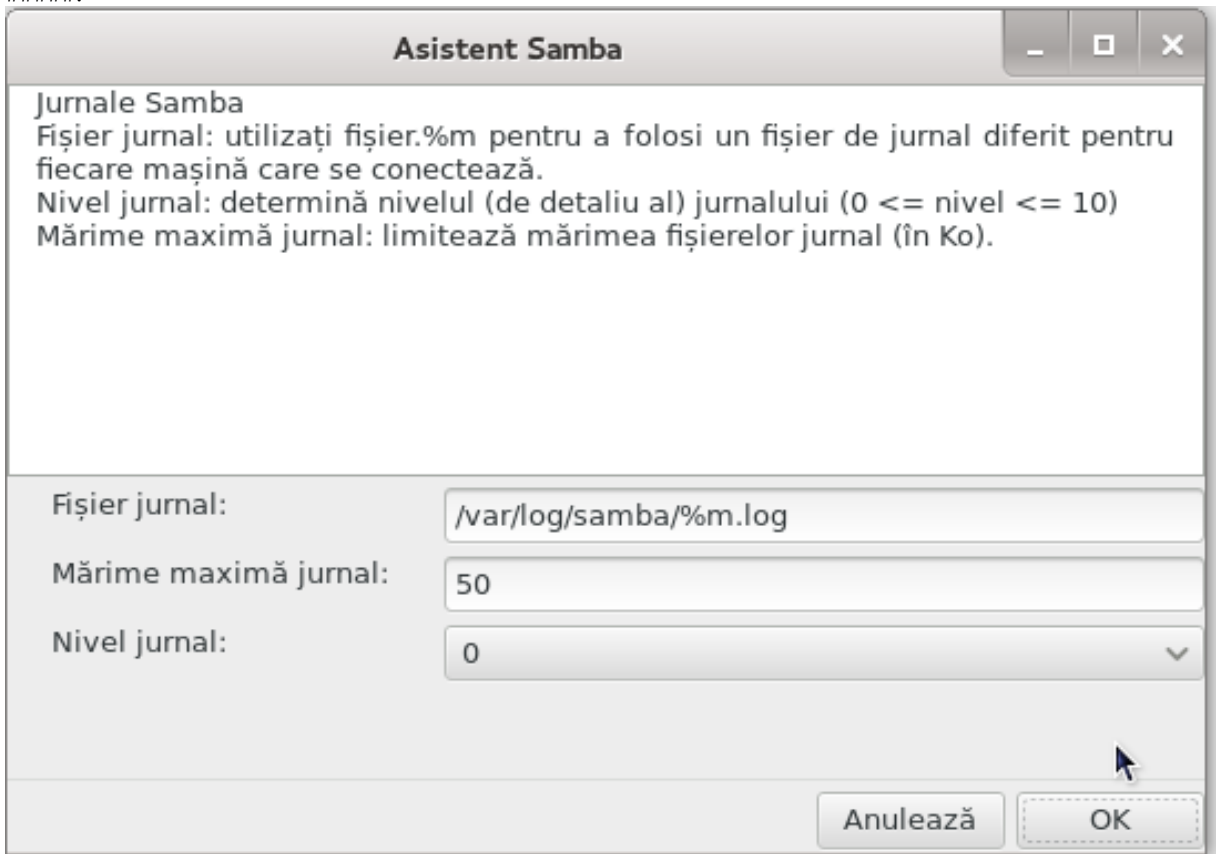 Asistent Samba
Jurnale Samba
Fișier jurnal: utilizați fișier.%m pentru a folosi un fișier de jurnal diferit pentru
fiecare mașină care se conectează.
Nivel jurnal: determină nivelul (de detaliu al) jurnalului (0 <= nivel <= 10)
Mărime maximă jurnal: limitează mărimea fișierelor jurnal (în Ko).
Fișier jurnal:
/var/log/samba/%m.log
Mărime maximă jurnal:
50
Nivel jurnal:
0
Anulează
OK